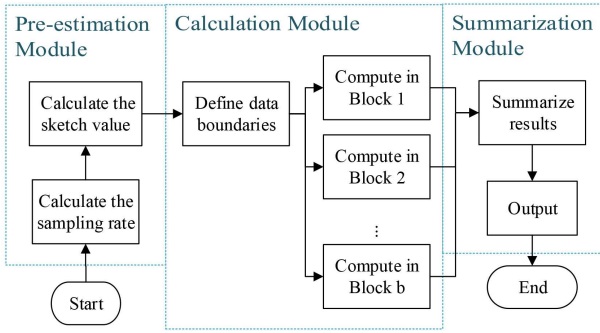 Pre-estimation
Module
Calculate the
sketch value
Calculate the
sampling rate
Start
Calculation Module
Define data
boundaries
Compute in
Block 1
Compute in
Block 2
...
Compute in
Block b
Summarization
Module
Summarize
results
Output
End